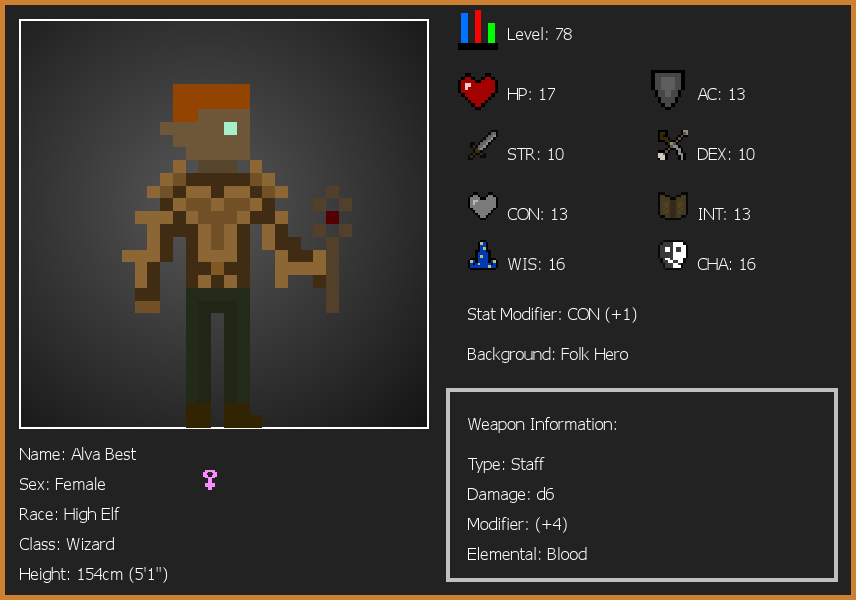 Level: 78
HP: 17
AC: 13
STR: 10
DEX: 10
CON: 13
INT: 13
WIS: 16
CHA: 16
Stat Modifier: CON (+1)
Background: Folk Hero
Weapon Information:
Type: Staff
Damage: d6
Modifier: (+4)
Elemental: Blood
Name: Alva Best
Sex: Female
Race: High Elf
Class: Wizard
Height: 154cm (5'1")